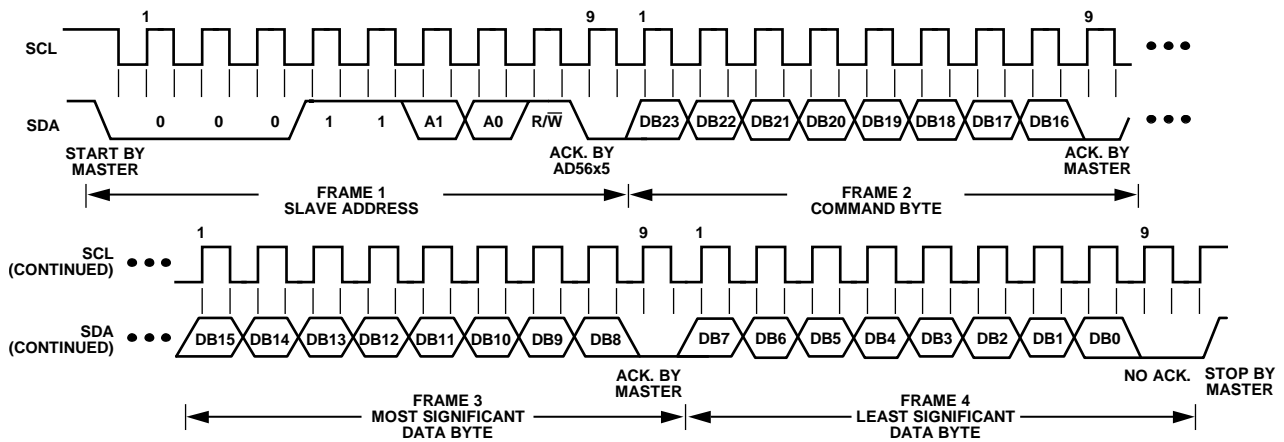 1 9 1 9
SCL
SDA 0 0 0 1 1 A1 A0 R/W̅ DB23 DB22 DB21 DB20 DB19 DB18 DB17 DB16
START BY
MASTER
ACK. BY
AD56x5
ACK. BY
MASTER
FRAME 1
SLAVE ADDRESS
FRAME 2
COMMAND BYTE
1 9 1 9
SCL
(CONTINUED)
SDA
(CONTINUED)
DB15 DB14 DB13 DB12 DB11 DB10 DB9 DB8 DB7 DB6 DB5 DB4 DB3 DB2 DB1 DB0
ACK. BY
MASTER
NO ACK.
STOP BY
MASTER
FRAME 3
MOST SIGNIFICANT
DATA BYTE
FRAME 4
LEAST SIGNIFICANT
DATA BYTE